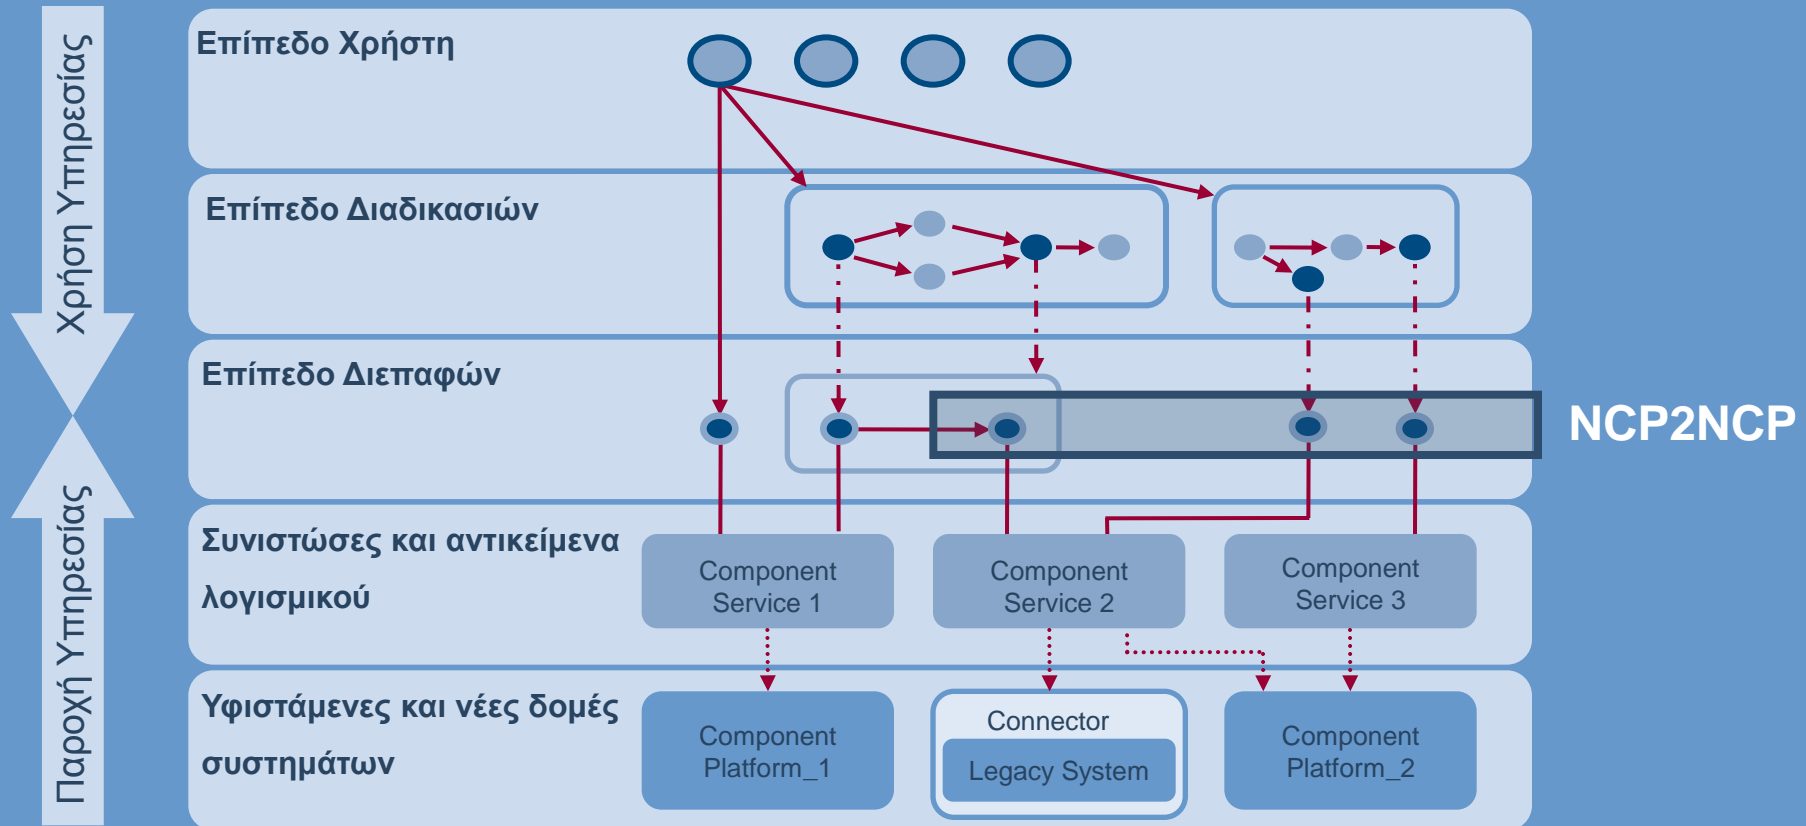 Χρήση Υπηρεσίας
Παροχή Υπηρεσίας
Επίπεδο Χρήστη
Επίπεδο Διαδικασιών
Επίπεδο Διεπαφών
NCP2NCP
Συνιστώσες και αντικείμενα
λογισμικού
Component
Service 1
Component
Service 2
Component
Service 3
Υφιστάμενες και νέες δομές
συστημάτων
Component
Platform_1
Connector
Legacy System
Component
Platform_2